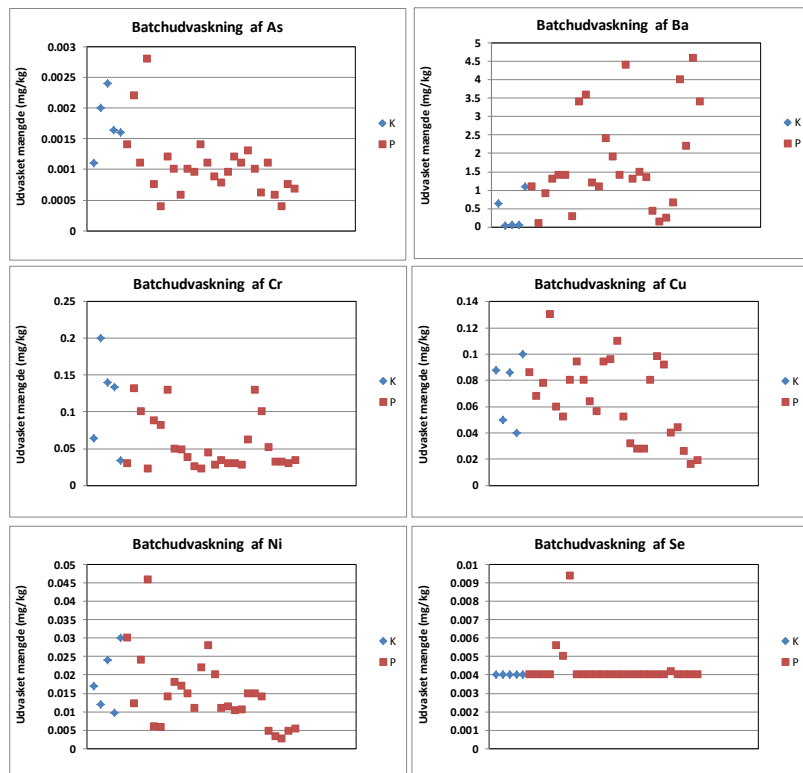 Batchudvaskning af As
Udvasket mængde (mg/kg)
0.003
0.0025
0.002
0.0015
0.001
0.0005
0
K
P
Batchudvaskning af Ba
Udvasket mængde (mg/kg)
5
4.5
4
3.5
3
2.5
2
1.5
1
0.5
0
K
P
Batchudvaskning af Cr
Udvasket mængde (mg/kg)
0.25
0.2
0.15
0.1
0.05
0
K
P
Batchudvaskning af Cu
Udvasket mængde (mg/kg)
0.14
0.12
0.1
0.08
0.06
0.04
0.02
0
K
P
Batchudvaskning af Ni
Udvasket mængde (mg/kg)
0.05
0.045
0.04
0.035
0.03
0.025
0.02
0.015
0.01
0.005
0
K
P
Batchudvaskning af Se
Udvasket mængde (mg/kg)
0.01
0.009
0.008
0.007
0.006
0.005
0.004
0.003
0.002
0.001
0
K
P